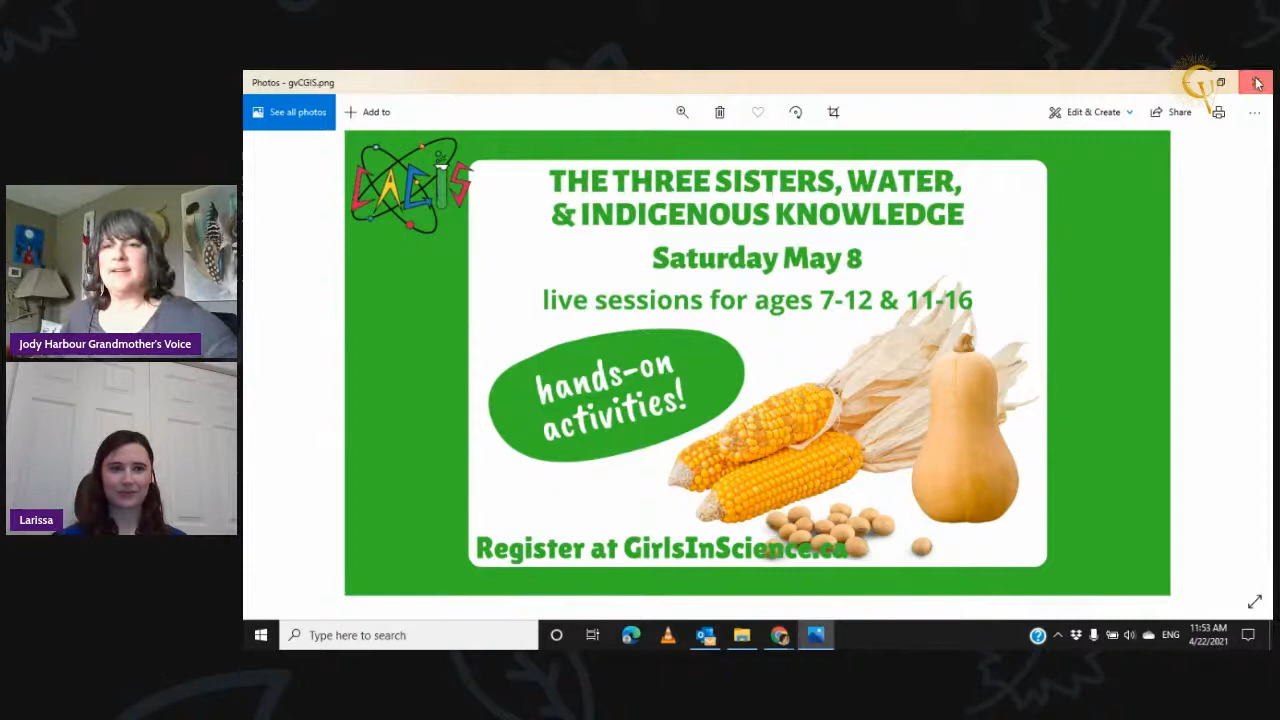 Photos - gvCGIS.png
See all photos
Add to
Edit & Create
Share
CAGIS
THE THREE SISTERS, WATER,
& INDIGENOUS KNOWLEDGE
Saturday May 8
live sessions for ages 7-12 & 11-16
hands-on
activities!
Register at GirlsInScience.ca
Jody Harbour Grandmother's Voice
Larissa
Type here to search
ENG
11:53 AM
4/22/2021